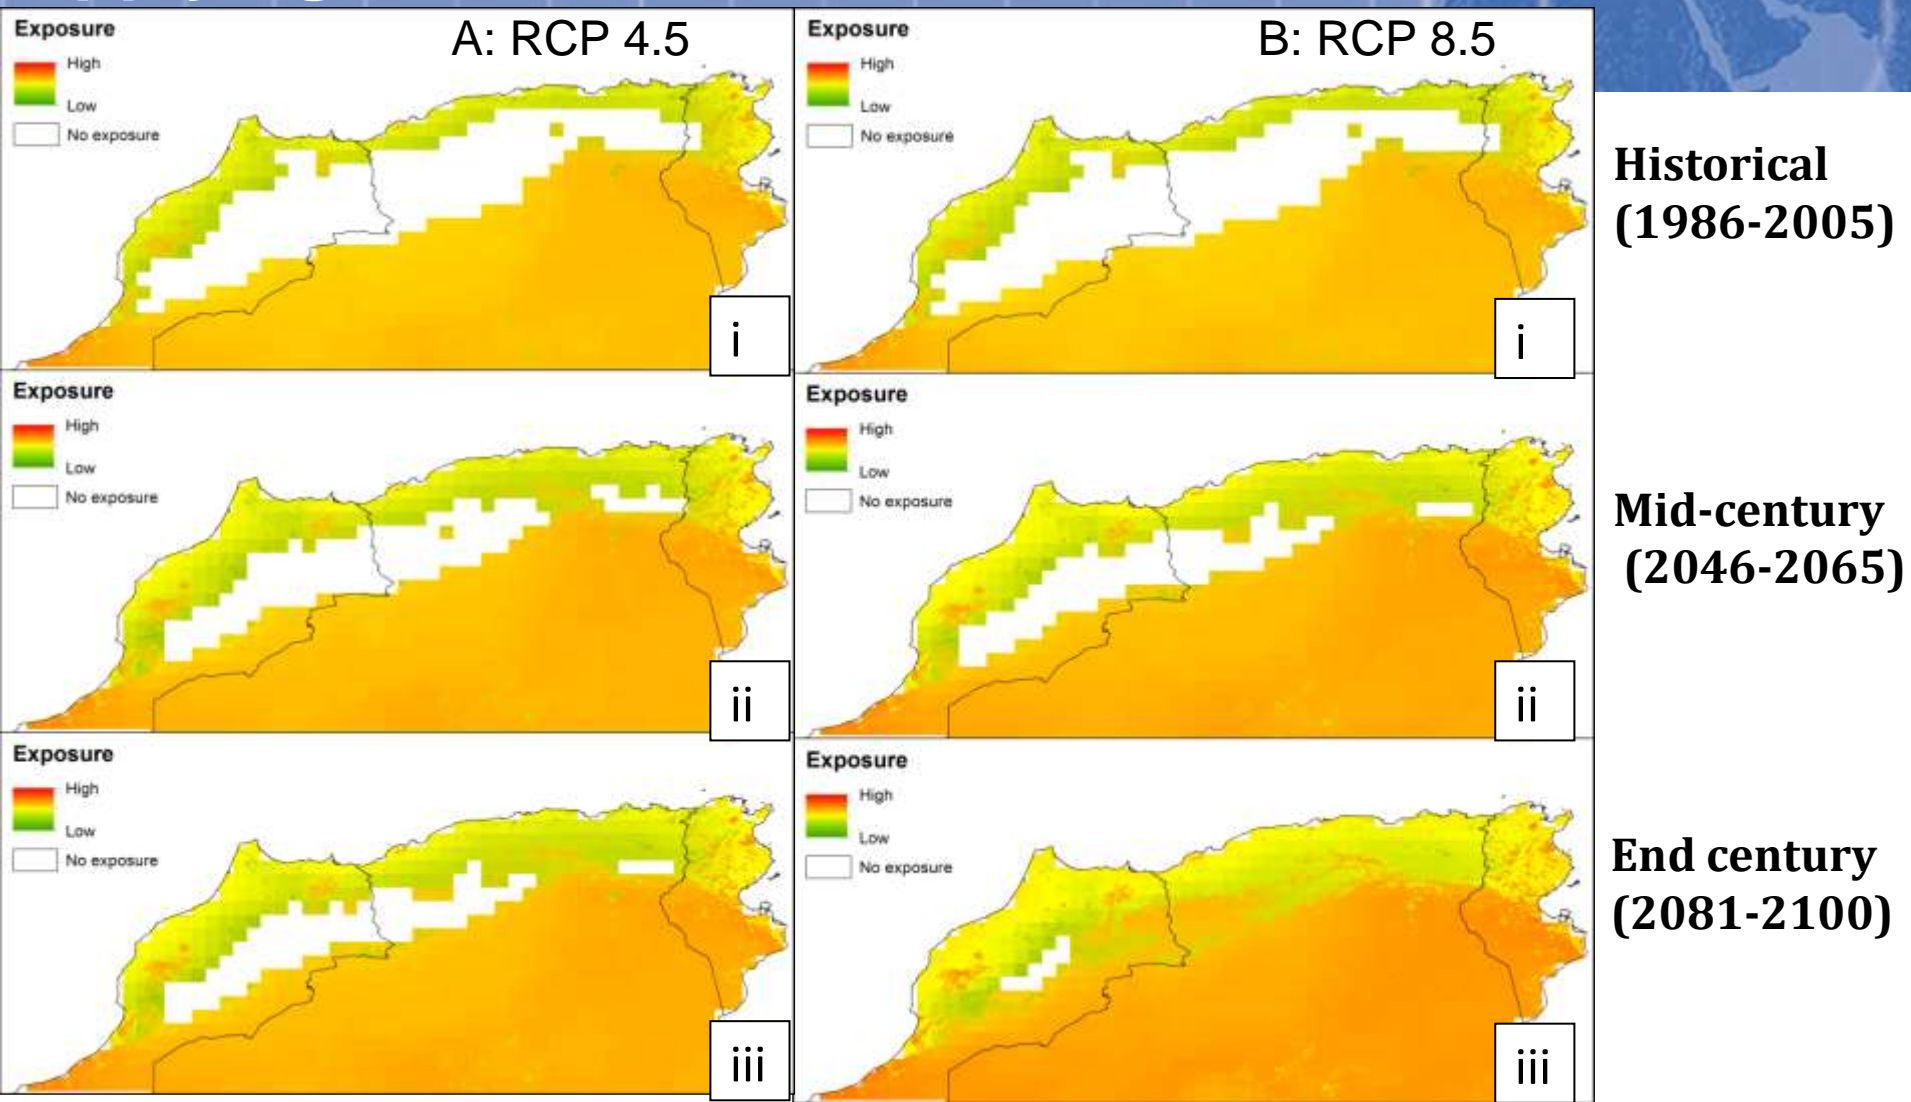 A: RCP 4.5
Exposure
High
Low
No exposure
i
B: RCP 8.5
Exposure
High
Low
No exposure
i
Historical
(1986-2005)
Exposure
High
Low
No exposure
ii
Exposure
High
Low
No exposure
ii
Mid-century
(2046-2065)
Exposure
High
Low
No exposure
iii
Exposure
High
Low
No exposure
iii
End century
(2081-2100)